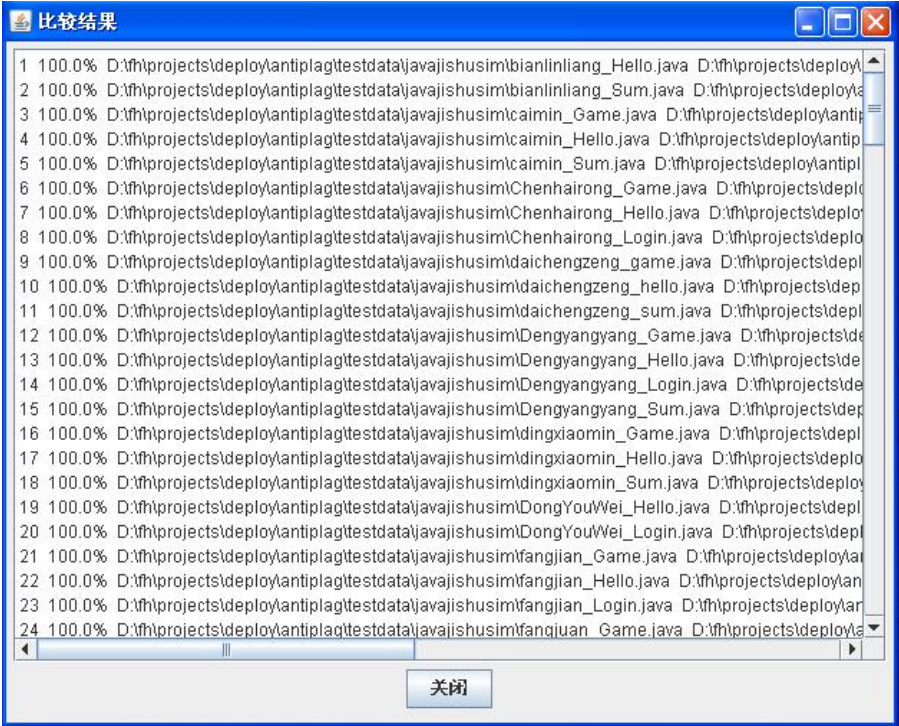 比较结果
1 100.0% D:\fh\projects\deploy\antiplag\testdata\javajishusim\bianlinliang_Hello.java D:\fh\projects\deploy\
2 100.0% D:\fh\projects\deploy\antiplag\testdata\javajishusim\bianlinliang_Sum.java D:\fh\projects\deploy\a
3 100.0% D:\fh\projects\deploy\antiplag\testdata\javajishusim\caimin_Game.java D:\fh\projects\deploy\antip
4 100.0% D:\fh\projects\deploy\antiplag\testdata\javajishusim\caimin_Hello.java D:\fh\projects\deploy\antip
5 100.0% D:\fh\projects\deploy\antiplag\testdata\javajishusim\caimin_Sum.java D:\fh\projects\deploy\antipl
6 100.0% D:\fh\projects\deploy\antiplag\testdata\javajishusim\Chenhairong_Game.java D:\fh\projects\deplo
7 100.0% D:\fh\projects\deploy\antiplag\testdata\javajishusim\Chenhairong_Hello.java D:\fh\projects\deploy
8 100.0% D:\fh\projects\deploy\antiplag\testdata\javajishusim\Chenhairong_Login.java D:\fh\projects\deplo
9 100.0% D:\fh\projects\deploy\antiplag\testdata\javajishusim\daichengzeng_game.java D:\fh\projects\depl
10 100.0% D:\fh\projects\deploy\antiplag\testdata\javajishusim\daichengzeng_hello.java D:\fh\projects\dep
11 100.0% D:\fh\projects\deploy\antiplag\testdata\javajishusim\daichengzeng_sum.java D:\fh\projects\depl
12 100.0% D:\fh\projects\deploy\antiplag\testdata\javajishusim\Dengyangyang_Game.java D:\fh\projects\de
13 100.0% D:\fh\projects\deploy\antiplag\testdata\javajishusim\Dengyangyang_Hello.java D:\fh\projects\de
14 100.0% D:\fh\projects\deploy\antiplag\testdata\javajishusim\Dengyangyang_Login.java D:\fh\projects\de
15 100.0% D:\fh\projects\deploy\antiplag\testdata\javajishusim\Dengyangyang_Sum.java D:\fh\projects\dep
16 100.0% D:\fh\projects\deploy\antiplag\testdata\javajishusim\dingxiaomin_Game.java D:\fh\projects\depl
17 100.0% D:\fh\projects\deploy\antiplag\testdata\javajishusim\dingxiaomin_Hello.java D:\fh\projects\deplo
18 100.0% D:\fh\projects\deploy\antiplag\testdata\javajishusim\dingxiaomin_Sum.java D:\fh\projects\deploy
19 100.0% D:\fh\projects\deploy\antiplag\testdata\javajishusim\DongYouWei_Hello.java D:\fh\projects\depl
20 100.0% D:\fh\projects\deploy\antiplag\testdata\javajishusim\DongYouWei_Login.java D:\fh\projects\depl
21 100.0% D:\fh\projects\deploy\antiplag\testdata\javajishusim\fangjian_Game.java D:\fh\projects\deploy\an
22 100.0% D:\fh\projects\deploy\antiplag\testdata\javajishusim\fangjian_Hello.java D:\fh\projects\deploy\an
23 100.0% D:\fh\projects\deploy\antiplag\testdata\javajishusim\fangjian_Login.java D:\fh\projects\deploy\an
24 100.0% D:\fh\projects\deploy\antiplag\testdata\javajishusim\fangjuan_Game.java D:\fh\projects\deploy\a
关闭